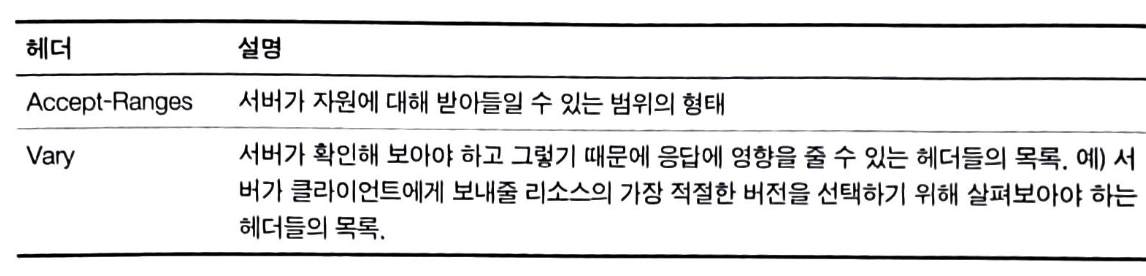 헤더 설명
Accept-Ranges 서버가 자원에 대해 받아들일 수 있는 범위의 형태
Vary 서버가 확인해 보아야 하고 그렇기 때문에 응답에 영향을 줄 수 있는 헤더들의 목록. 예) 서
버가 클라이언트에게 보내줄 리소스의 가장 적절한 버전을 선택하기 위해 살펴보아야 하는
헤더들의 목록.